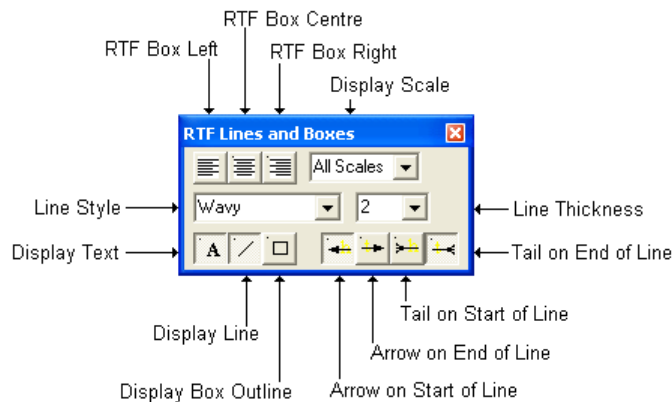 RTF Box Centre
RTF Box Left
RTF Box Right
Display Scale
RTF Lines and Boxes
All Scales
Line Style
Wavy
2
Line Thickness
Display Text
A
Tail on End of Line
Tail on Start of Line
Display Line
Arrow on End of Line
Display Box Outline
Arrow on Start of Line